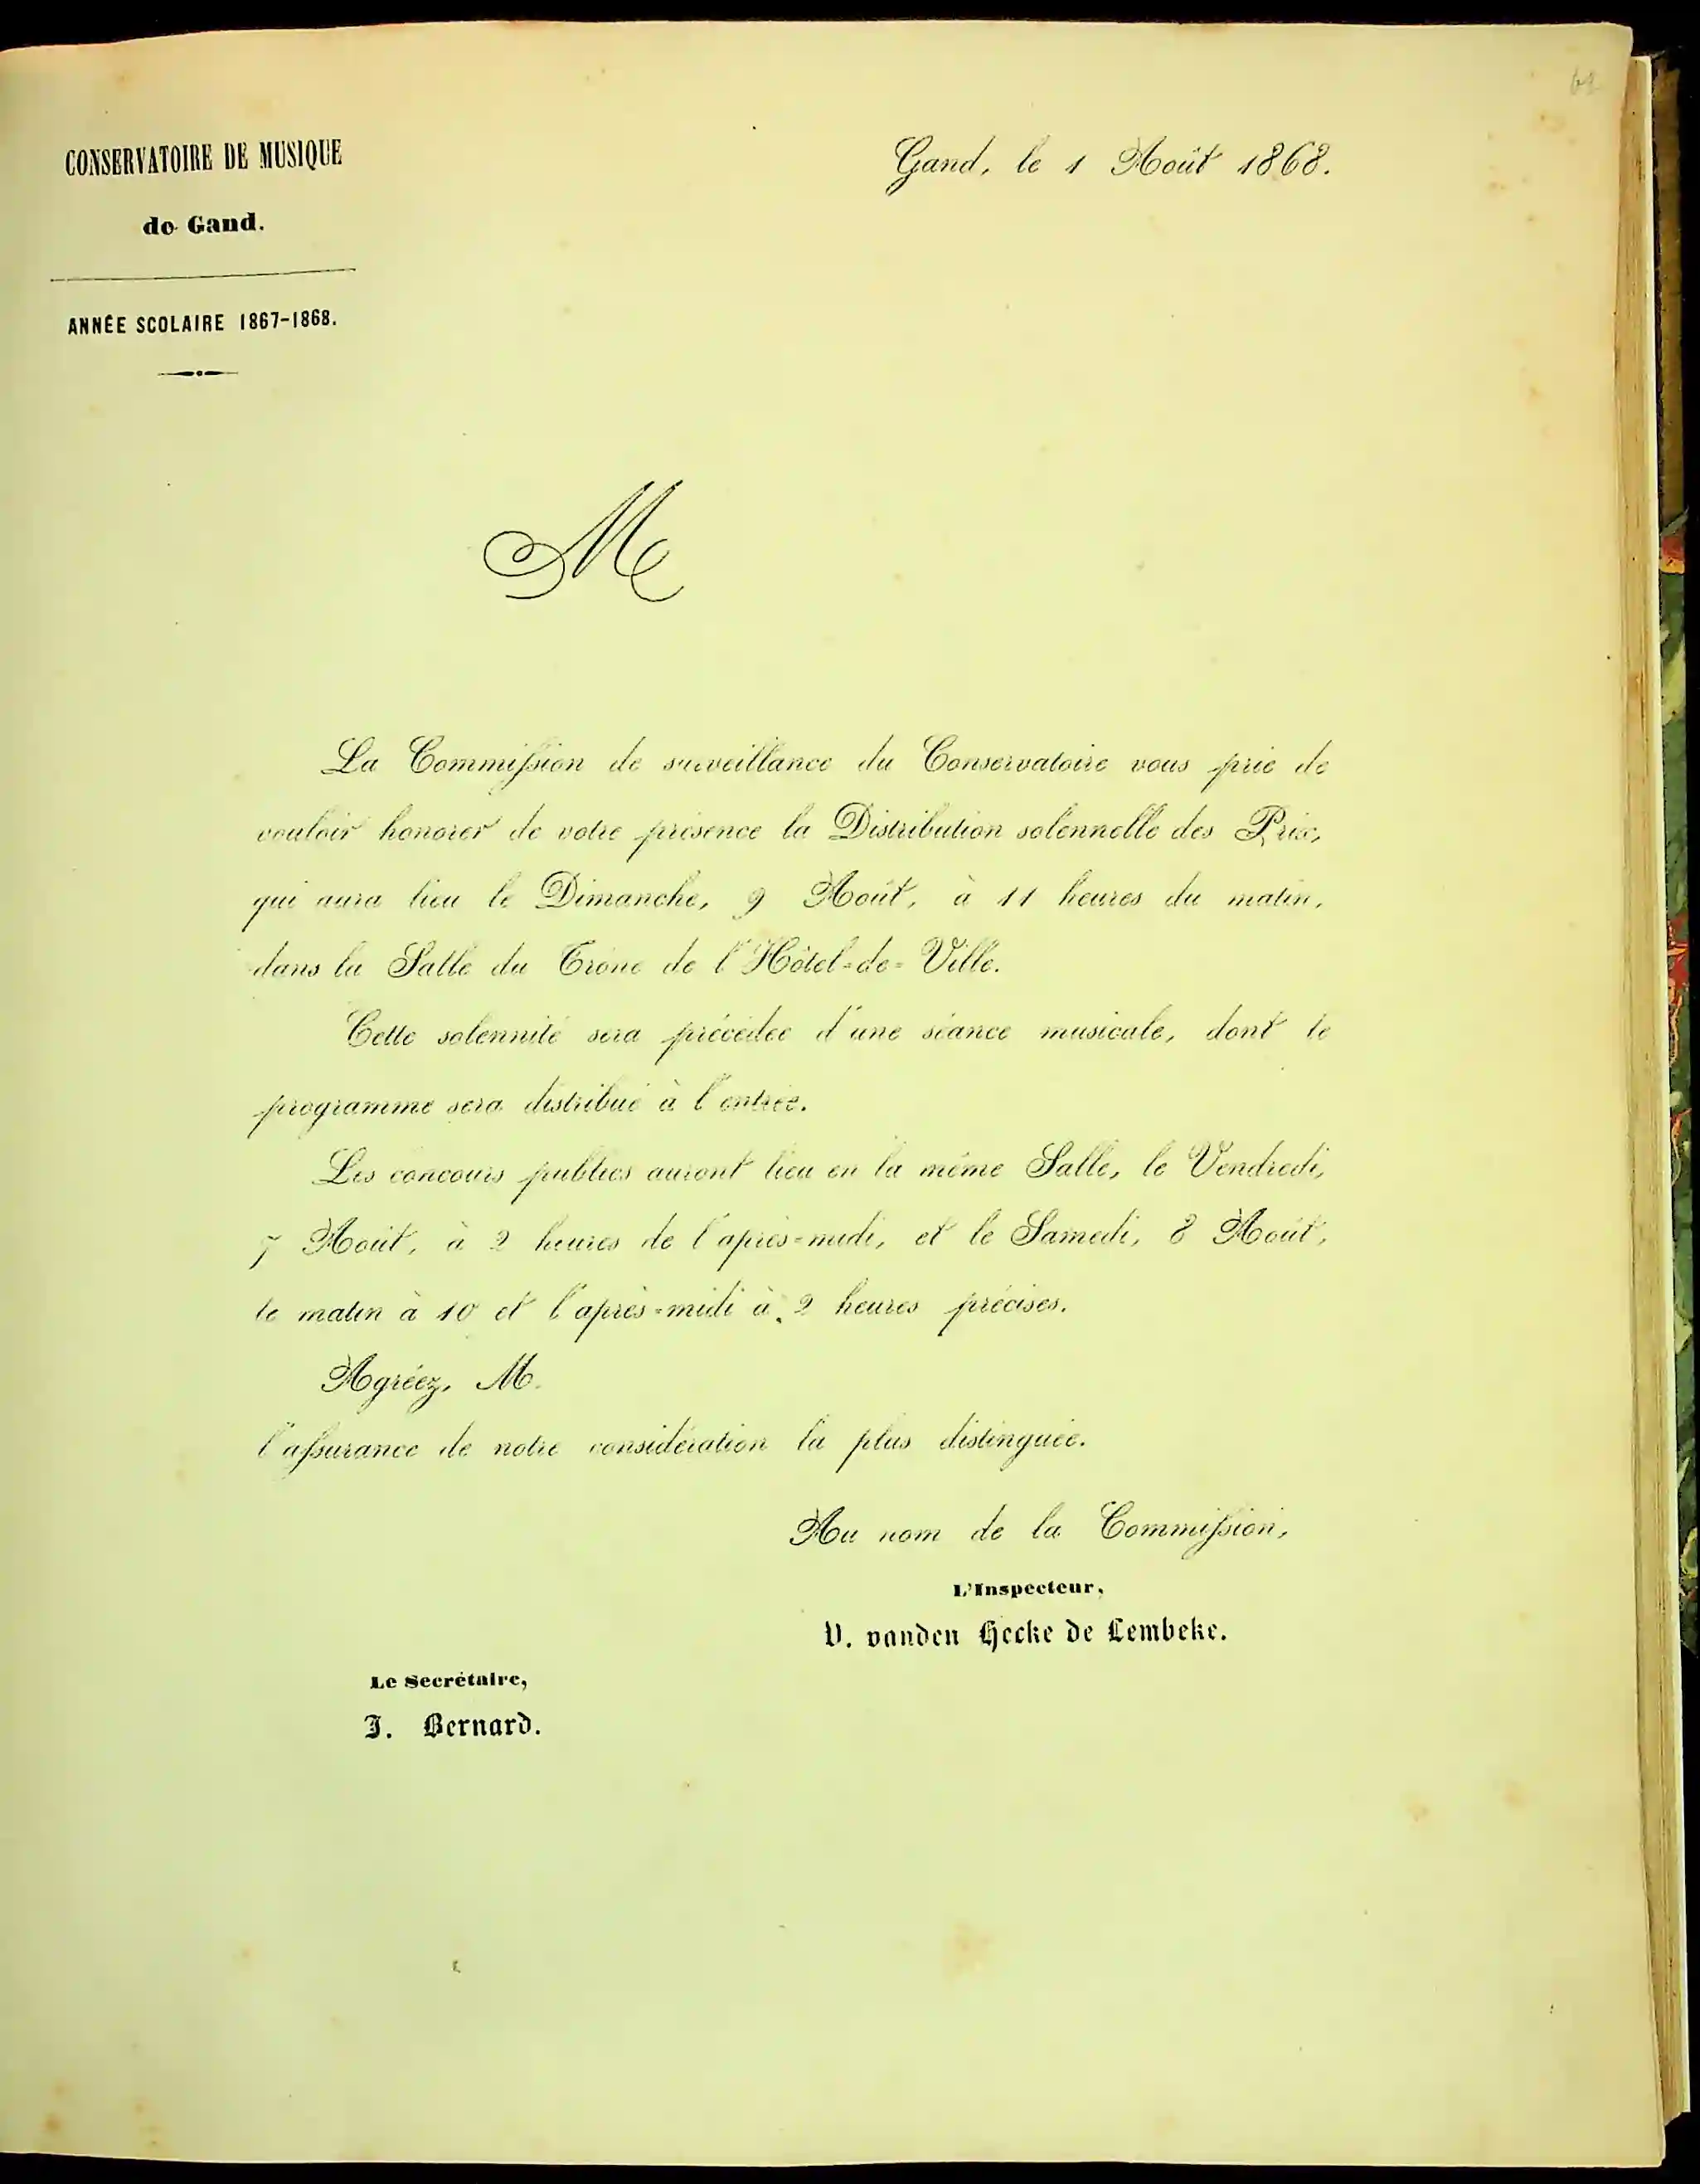 61
CONSERVATOIRE DE MUSIQUE
de Gand.
ANNÉE SCOLAIRE 1867-1868.
Gand, le 1 Août 1868.
M
La Commission de surveillance du Conservatoire vous prie de
vouloir honorer de votre présence la Distribution solennelle des Prix,
qui aura lieu le Dimanche, 9 Août, à 11 heures du matin,
dans la Salle du Trône de l'Hôtel-de-Ville.
Cette solennité sera précédée d'une séance musicale, dont le
programme sera distribué à l'entrée.
Les concours publics auront lieu en la même Salle, le Vendredi,
7 Août, à 2 heures de l'après-midi, et le Samedi, 8 Août,
le matin à 10 et l'après-midi à 2 heures précises.
Agréez, M.
l'assurance de notre considération la plus distinguée.
Au nom de la Commission,
L'Inspecteur,
V. vanden Hecke de Lembeke.
Le Secrétaire,
J. Bernard.